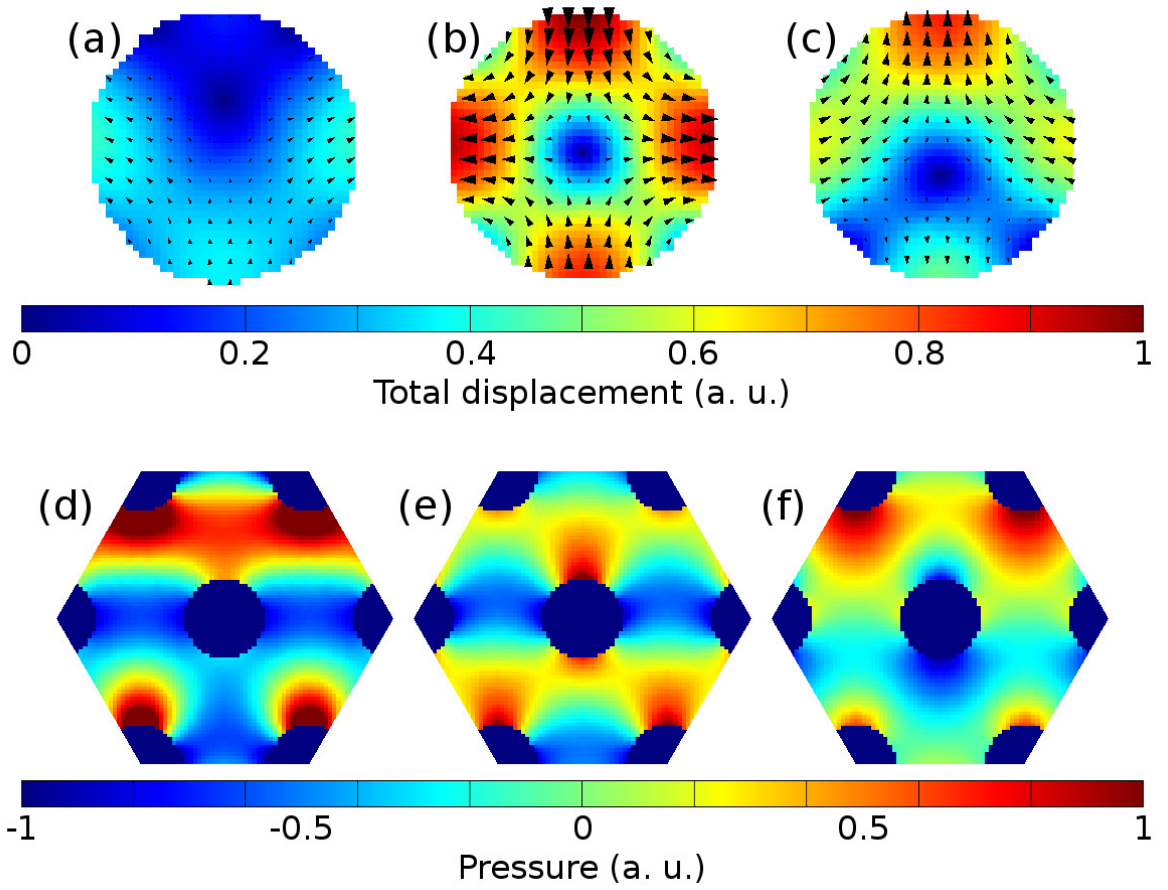 (a) (b) (c)
0 0.2 0.4 0.6 0.8 1
Total displacement (a. u.)
(d) (e) (f)
-1 -0.5 0 0.5 1
Pressure (a. u.)